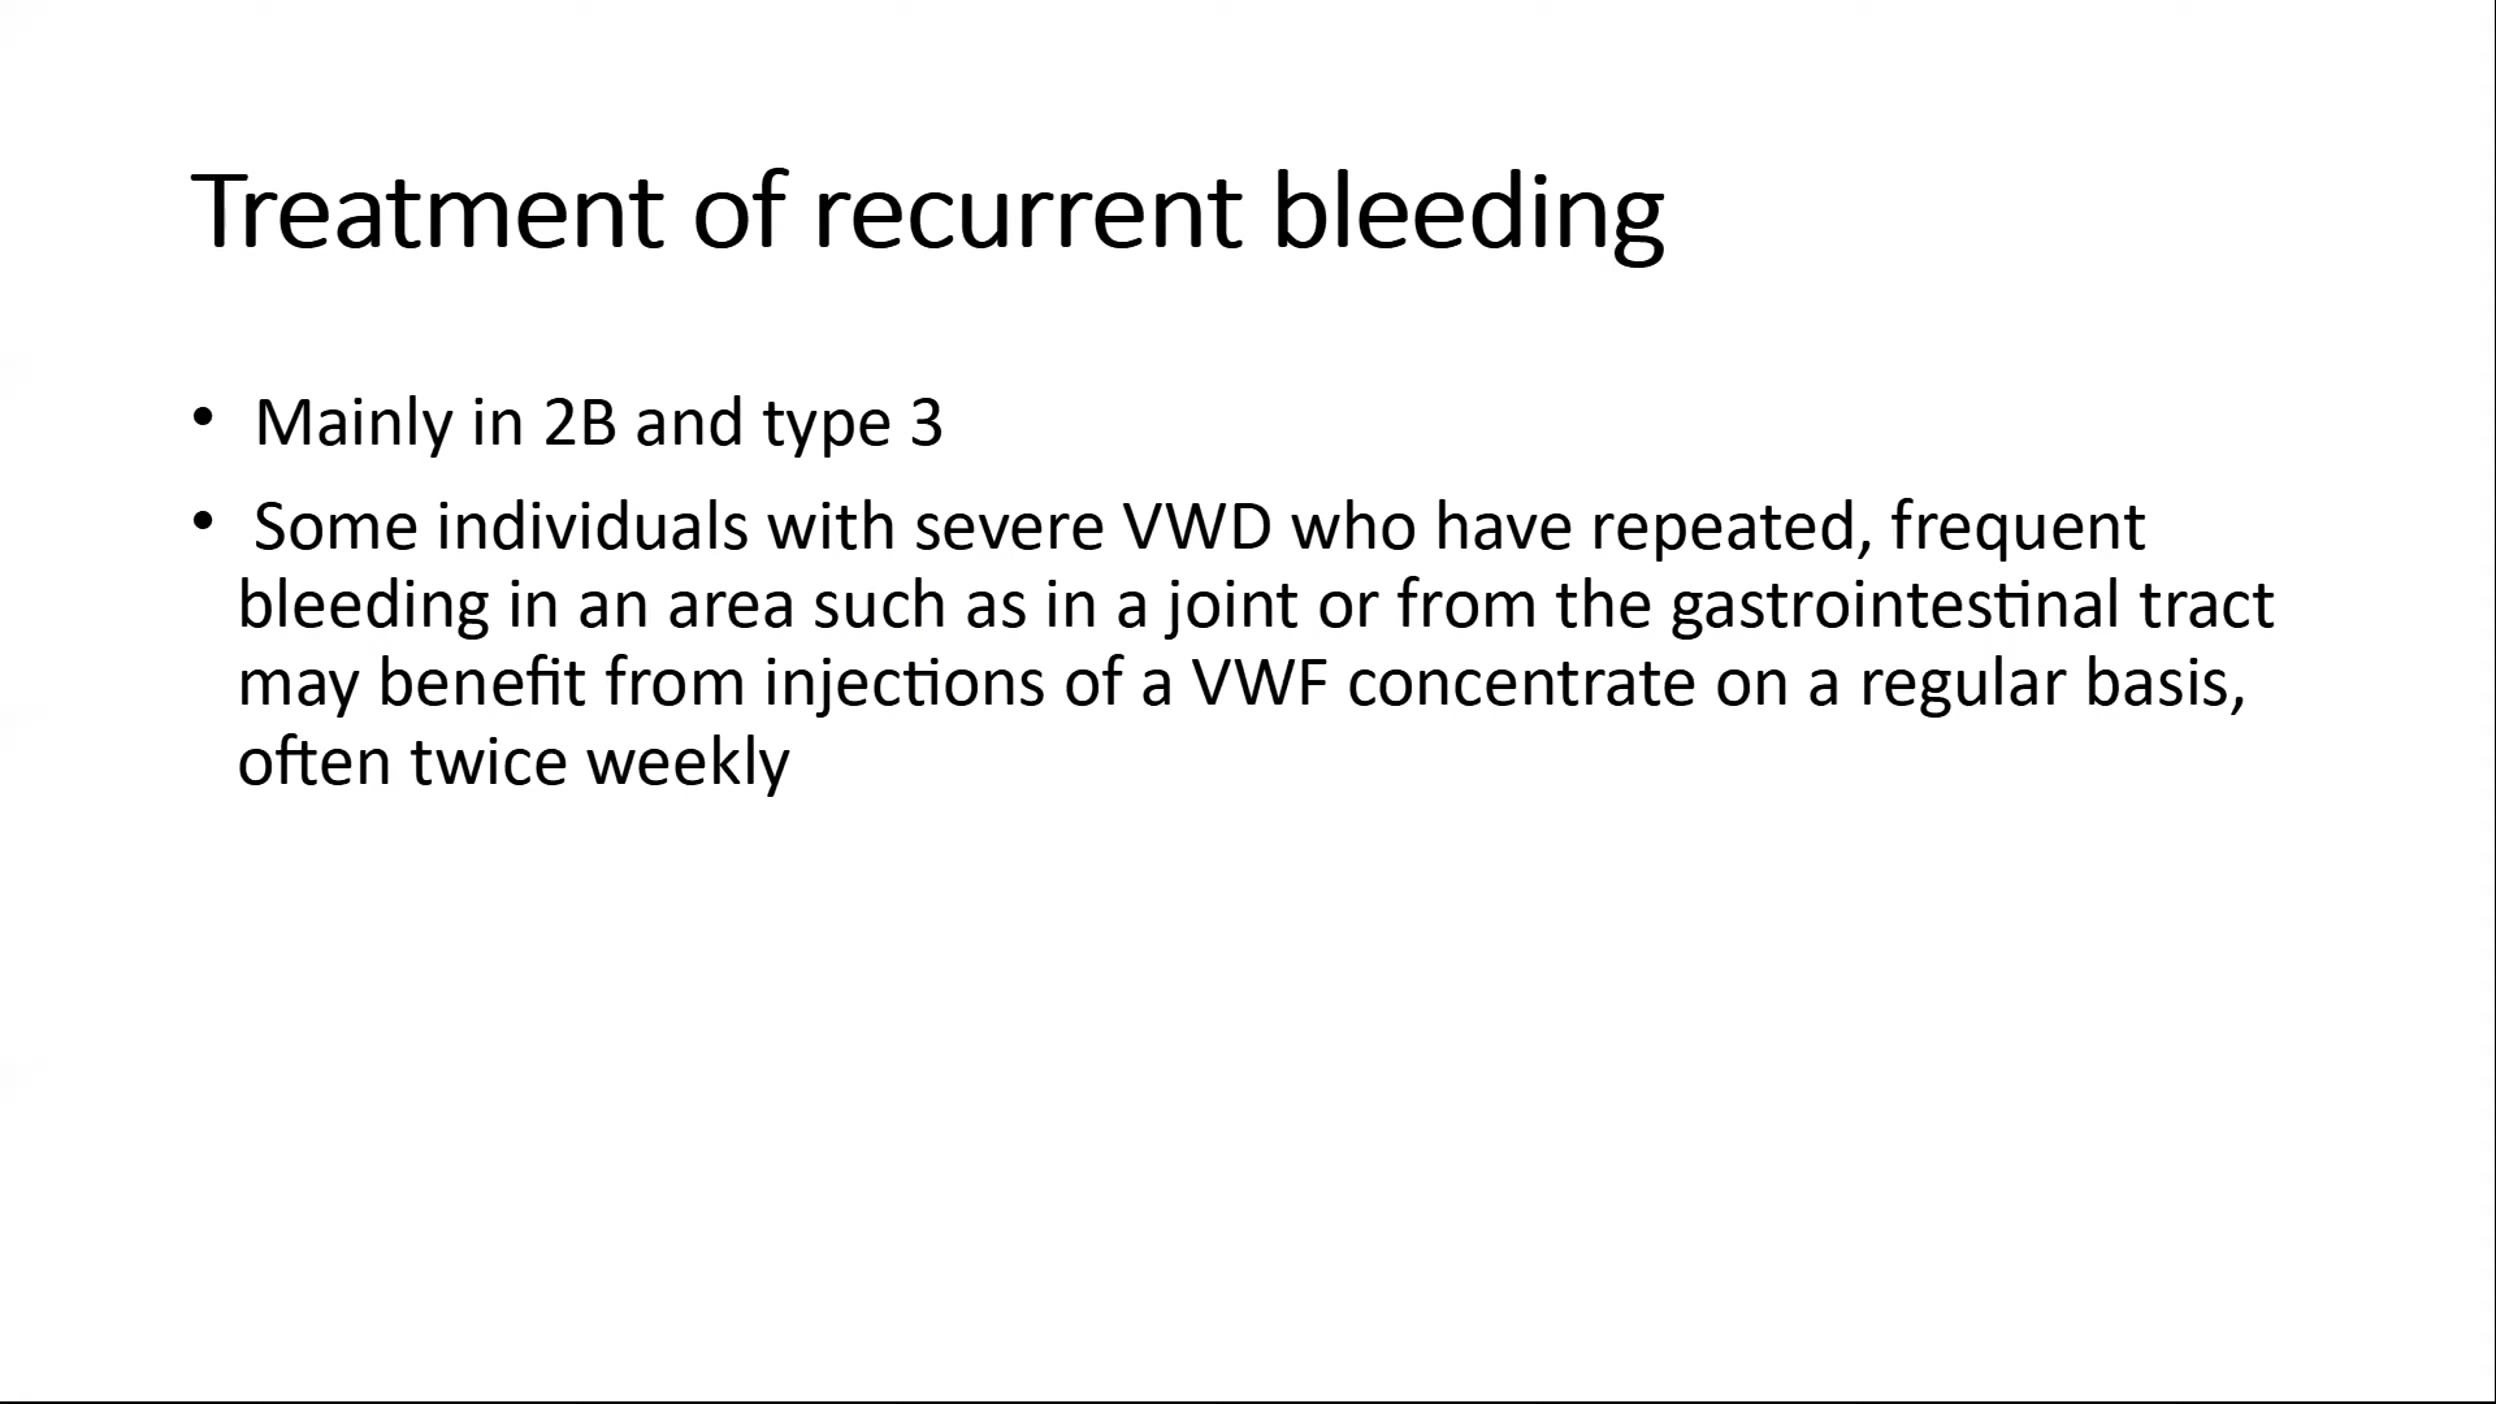 Treatment of recurrent bleeding
• Mainly in 2B and type 3
• Some individuals with severe VWD who have repeated, frequent
bleeding in an area such as in a joint or from the gastrointestinal tract
may benefit from injections of a VWF concentrate on a regular basis,
often twice weekly